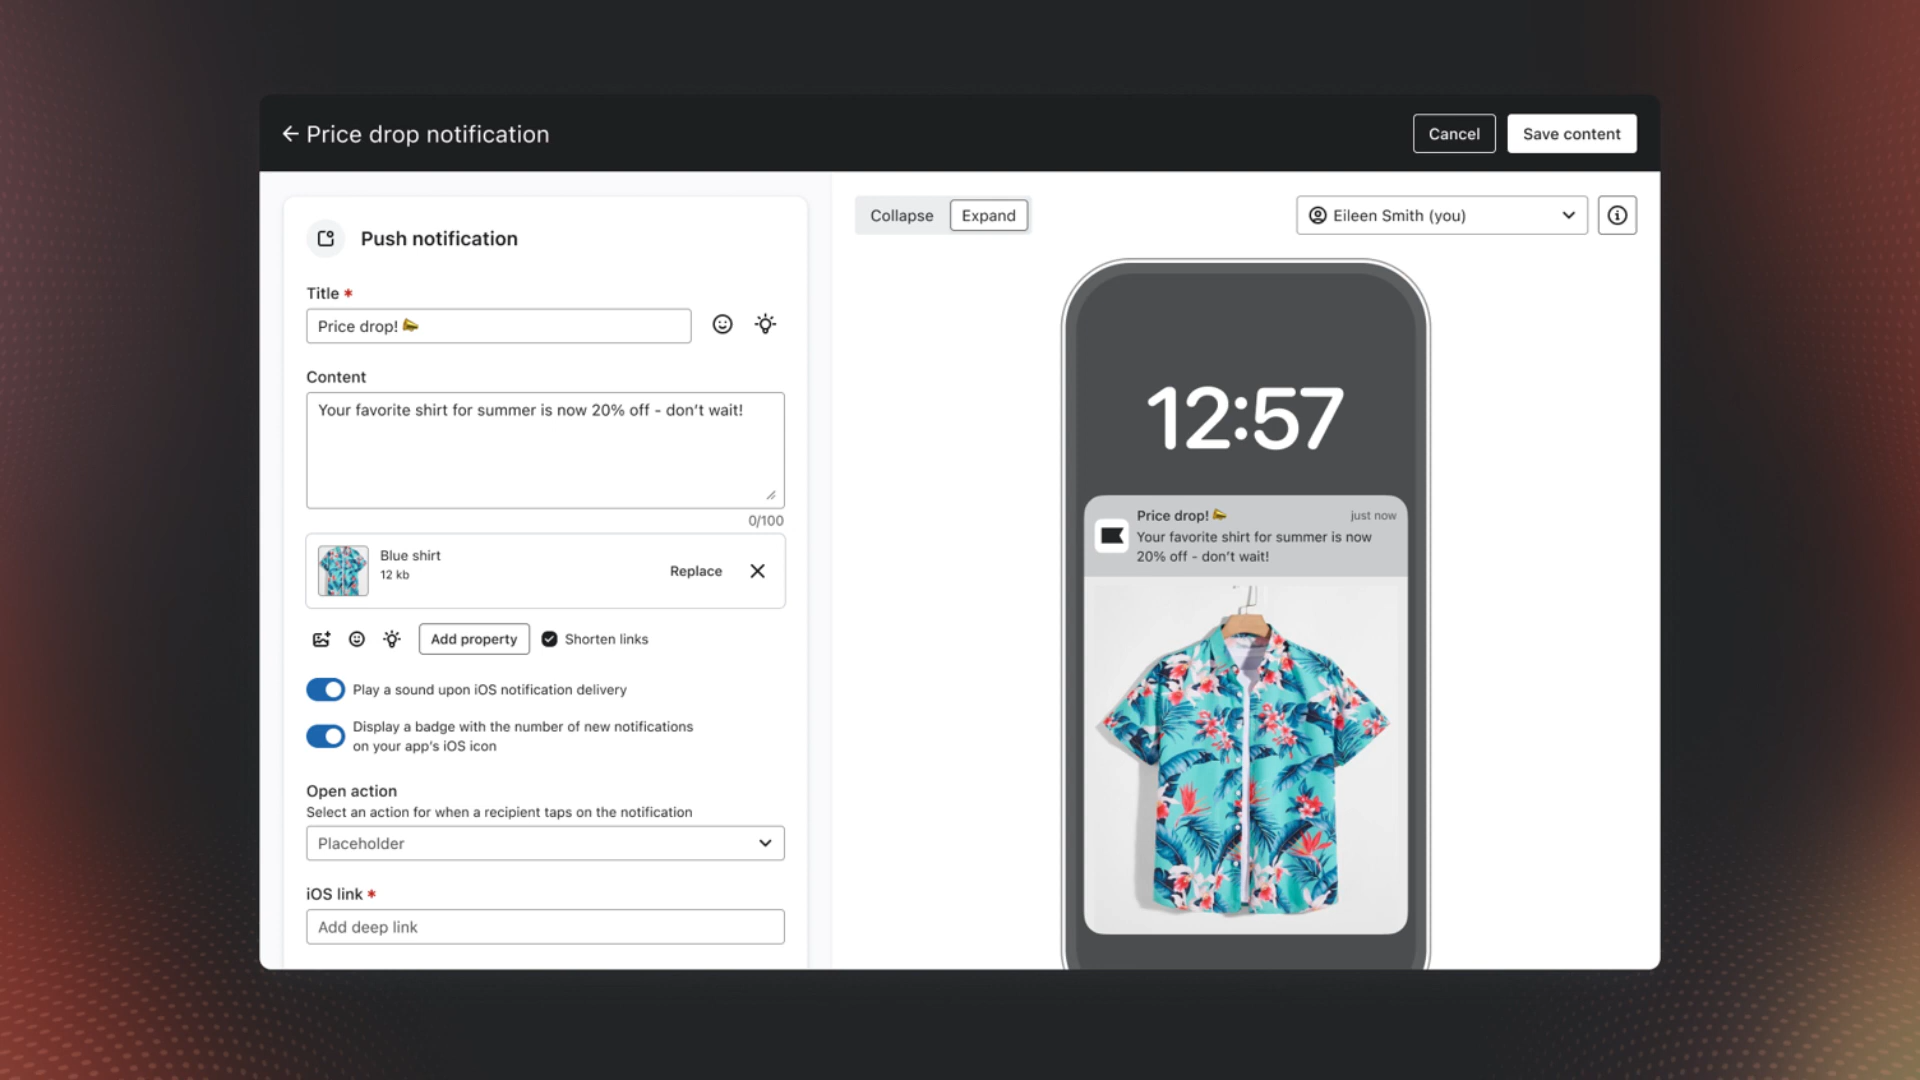 Price drop notification
Cancel
Save content
Push notification
Title *
Price drop! 📣
Content
Your favorite shirt for summer is now 20% off - don't wait!
0/100
Blue shirt
12 kb
Replace
Add property
Shorten links
Play a sound upon iOS notification delivery
Display a badge with the number of new notifications
on your app's iOS icon
Open action
Select an action for when a recipient taps on the notification
Placeholder
iOS link *
Add deep link
Collapse
Expand
Eileen Smith (you)
12:57
Price drop! 📣
just now
Your favorite shirt for summer is now
20% off - don't wait!